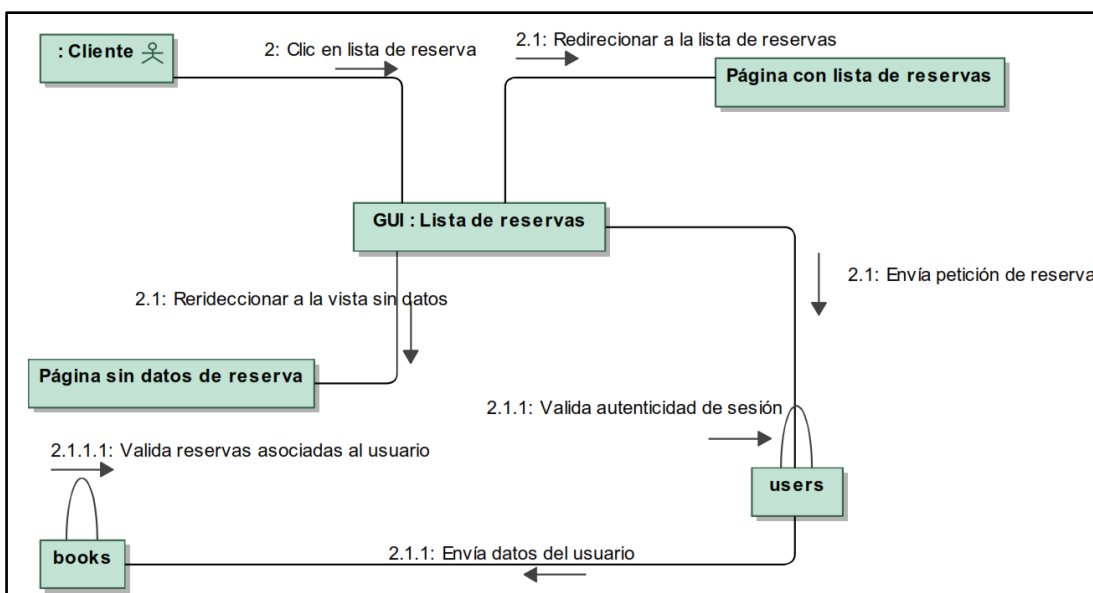 : Cliente
2: Clic en lista de reserva
2.1: Redirecionar a la lista de reservas
Página con lista de reservas
GUI : Lista de reservas
2.1: Envía petición de reserva
2.1: Rerideccionar a la vista sin datos
Página sin datos de reserva
2.1.1: Valida autenticidad de sesión
2.1.1.1: Valida reservas asociadas al usuario
users
books
2.1.1: Envía datos del usuario